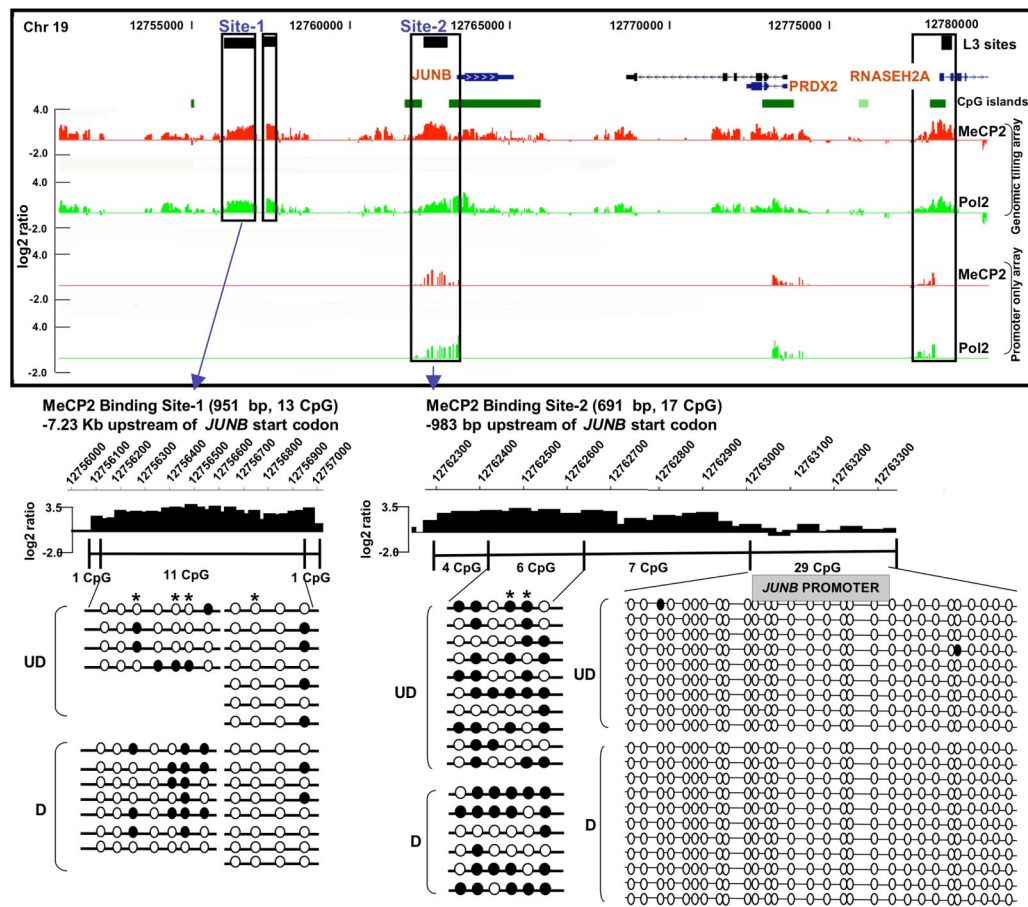 Chr 19 12755000 12760000 12765000 12770000 12775000 12780000
Site-1 Site-2
L3 sites
JUNB PRDX2 RNASEH2A
CpG islands
4.0 MeCP2
-2.0
4.0 Pol2
-2.0
4.0 MeCP2
-2.0
4.0 Pol2
-2.0
log2 ratio
Genomic tiling array
Promoter only array
MeCP2 Binding Site-1 (951 bp, 13 CpG)
-7.23 Kb upstream of JUNB start codon
12756000 12756100 12756200 12756300 12756400 12756500 12756600 12756700 12756800 12756900 12757000
log2 ratio
3.5
-2.0
1 CpG 11 CpG 1 CpG
* * * *
UD
D
MeCP2 Binding Site-2 (691 bp, 17 CpG)
-983 bp upstream of JUNB start codon
12762300 12762400 12762500 12762600 12762700 12762800 12762900 12763000 12763100 12763200 12763300
log2 ratio
3.5
-2.0
4 CpG 6 CpG 7 CpG 29 CpG
JUNB PROMOTER
* *
UD
D
UD
D